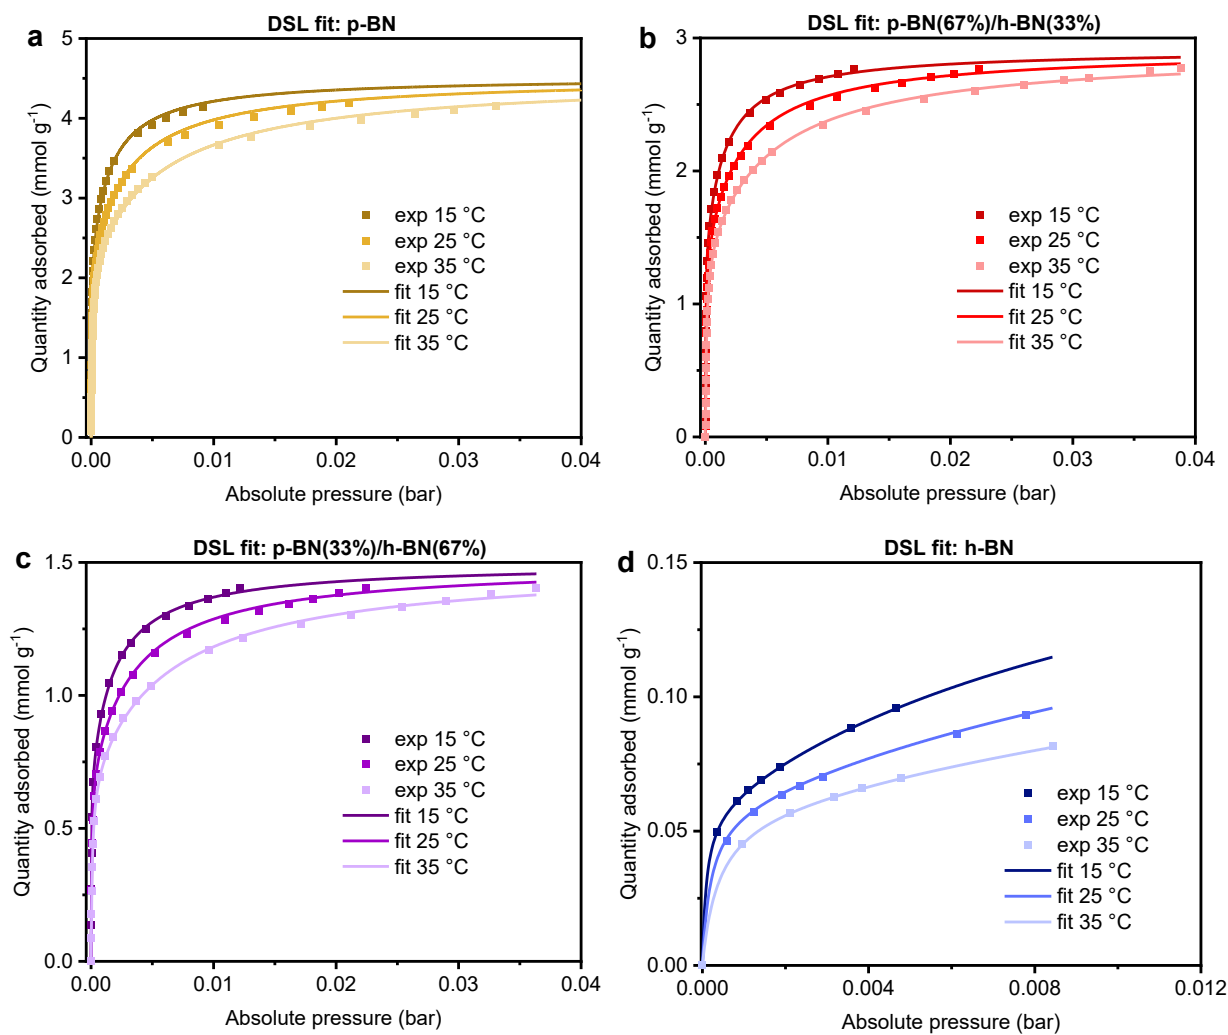 a
DSL fit: p-BN
5
4
3
2
1
0
Quantity adsorbed (mmol g⁻¹)
exp 15 °C
exp 25 °C
exp 35 °C
fit 15 °C
fit 25 °C
fit 35 °C
0.00 0.01 0.02 0.03 0.04
Absolute pressure (bar)
b
DSL fit: p-BN(67%)/h-BN(33%)
3
2
1
0
Quantity adsorbed (mmol g⁻¹)
exp 15 °C
exp 25 °C
exp 35 °C
fit 15 °C
fit 25 °C
fit 35 °C
0.00 0.01 0.02 0.03 0.04
Absolute pressure (bar)
c
DSL fit: p-BN(33%)/h-BN(67%)
1.5
1.0
0.5
0.0
Quantity adsorbed (mmol g⁻¹)
exp 15 °C
exp 25 °C
exp 35 °C
fit 15 °C
fit 25 °C
fit 35 °C
0.00 0.01 0.02 0.03 0.04
Absolute pressure (bar)
d
DSL fit: h-BN
0.15
0.10
0.05
0.00
Quantity adsorbed (mmol g⁻¹)
exp 15 °C
exp 25 °C
exp 35 °C
fit 15 °C
fit 25 °C
fit 35 °C
0.000 0.004 0.008 0.012
Absolute pressure (bar)